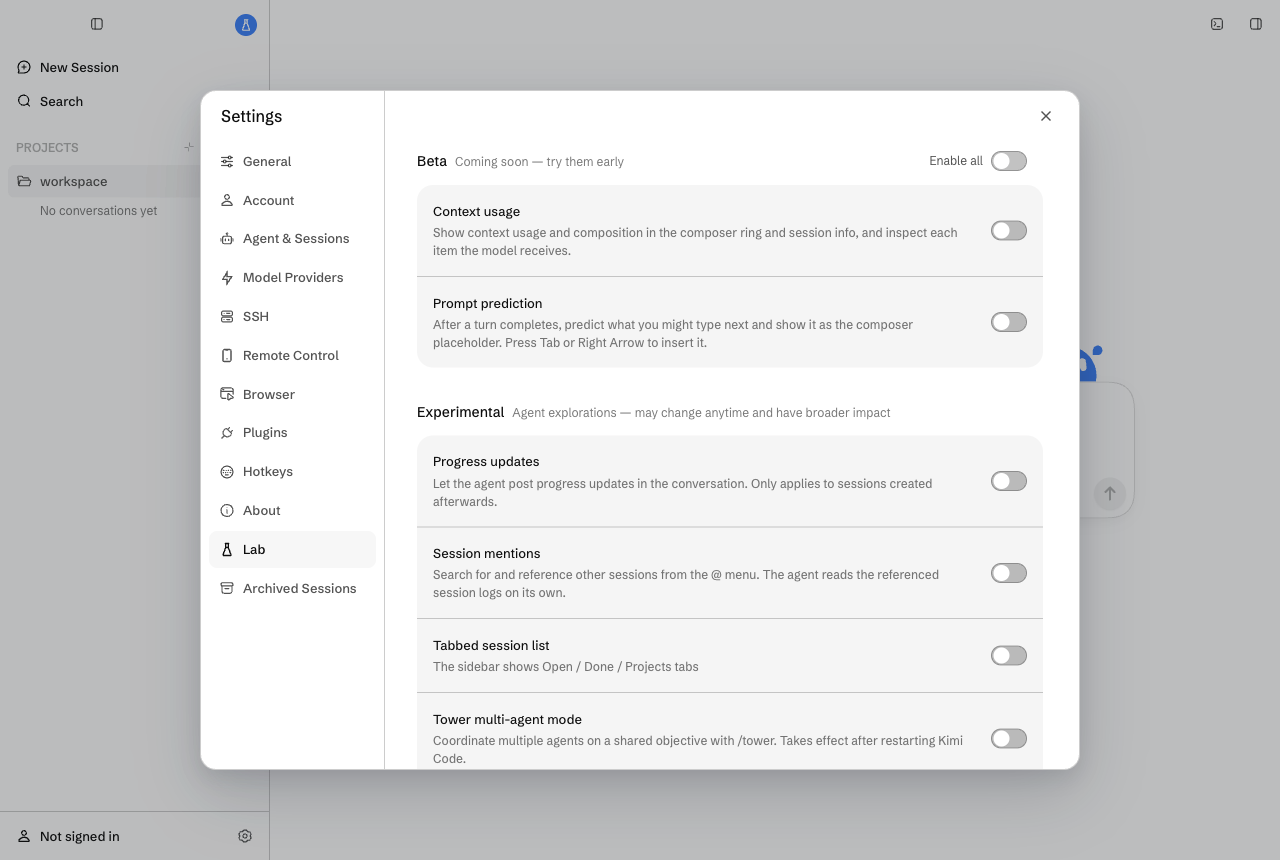 New Session
Search
PROJECTS
workspace
No conversations yet
Not signed in
Settings
General
Account
Agent & Sessions
Model Providers
SSH
Remote Control
Browser
Plugins
Hotkeys
About
Lab
Archived Sessions
Beta Coming soon — try them early Enable all
Context usage
Show context usage and composition in the composer ring and session info, and inspect each
item the model receives.
Prompt prediction
After a turn completes, predict what you might type next and show it as the composer
placeholder. Press Tab or Right Arrow to insert it.
Experimental Agent explorations — may change anytime and have broader impact
Progress updates
Let the agent post progress updates in the conversation. Only applies to sessions created
afterwards.
Session mentions
Search for and reference other sessions from the @ menu. The agent reads the referenced
session logs on its own.
Tabbed session list
The sidebar shows Open / Done / Projects tabs
Tower multi-agent mode
Coordinate multiple agents on a shared objective with /tower. Takes effect after restarting Kimi
Code.